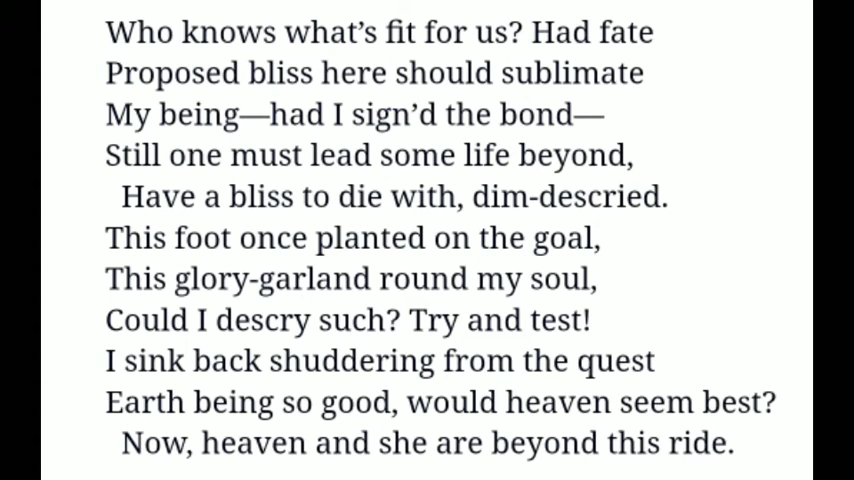 Who knows what’s fit for us? Had fate
Proposed bliss here should sublimate
My being—had I sign’d the bond—
Still one must lead some life beyond,
Have a bliss to die with, dim-descried.
This foot once planted on the goal,
This glory-garland round my soul,
Could I descry such? Try and test!
I sink back shuddering from the quest
Earth being so good, would heaven seem best?
Now, heaven and she are beyond this ride.